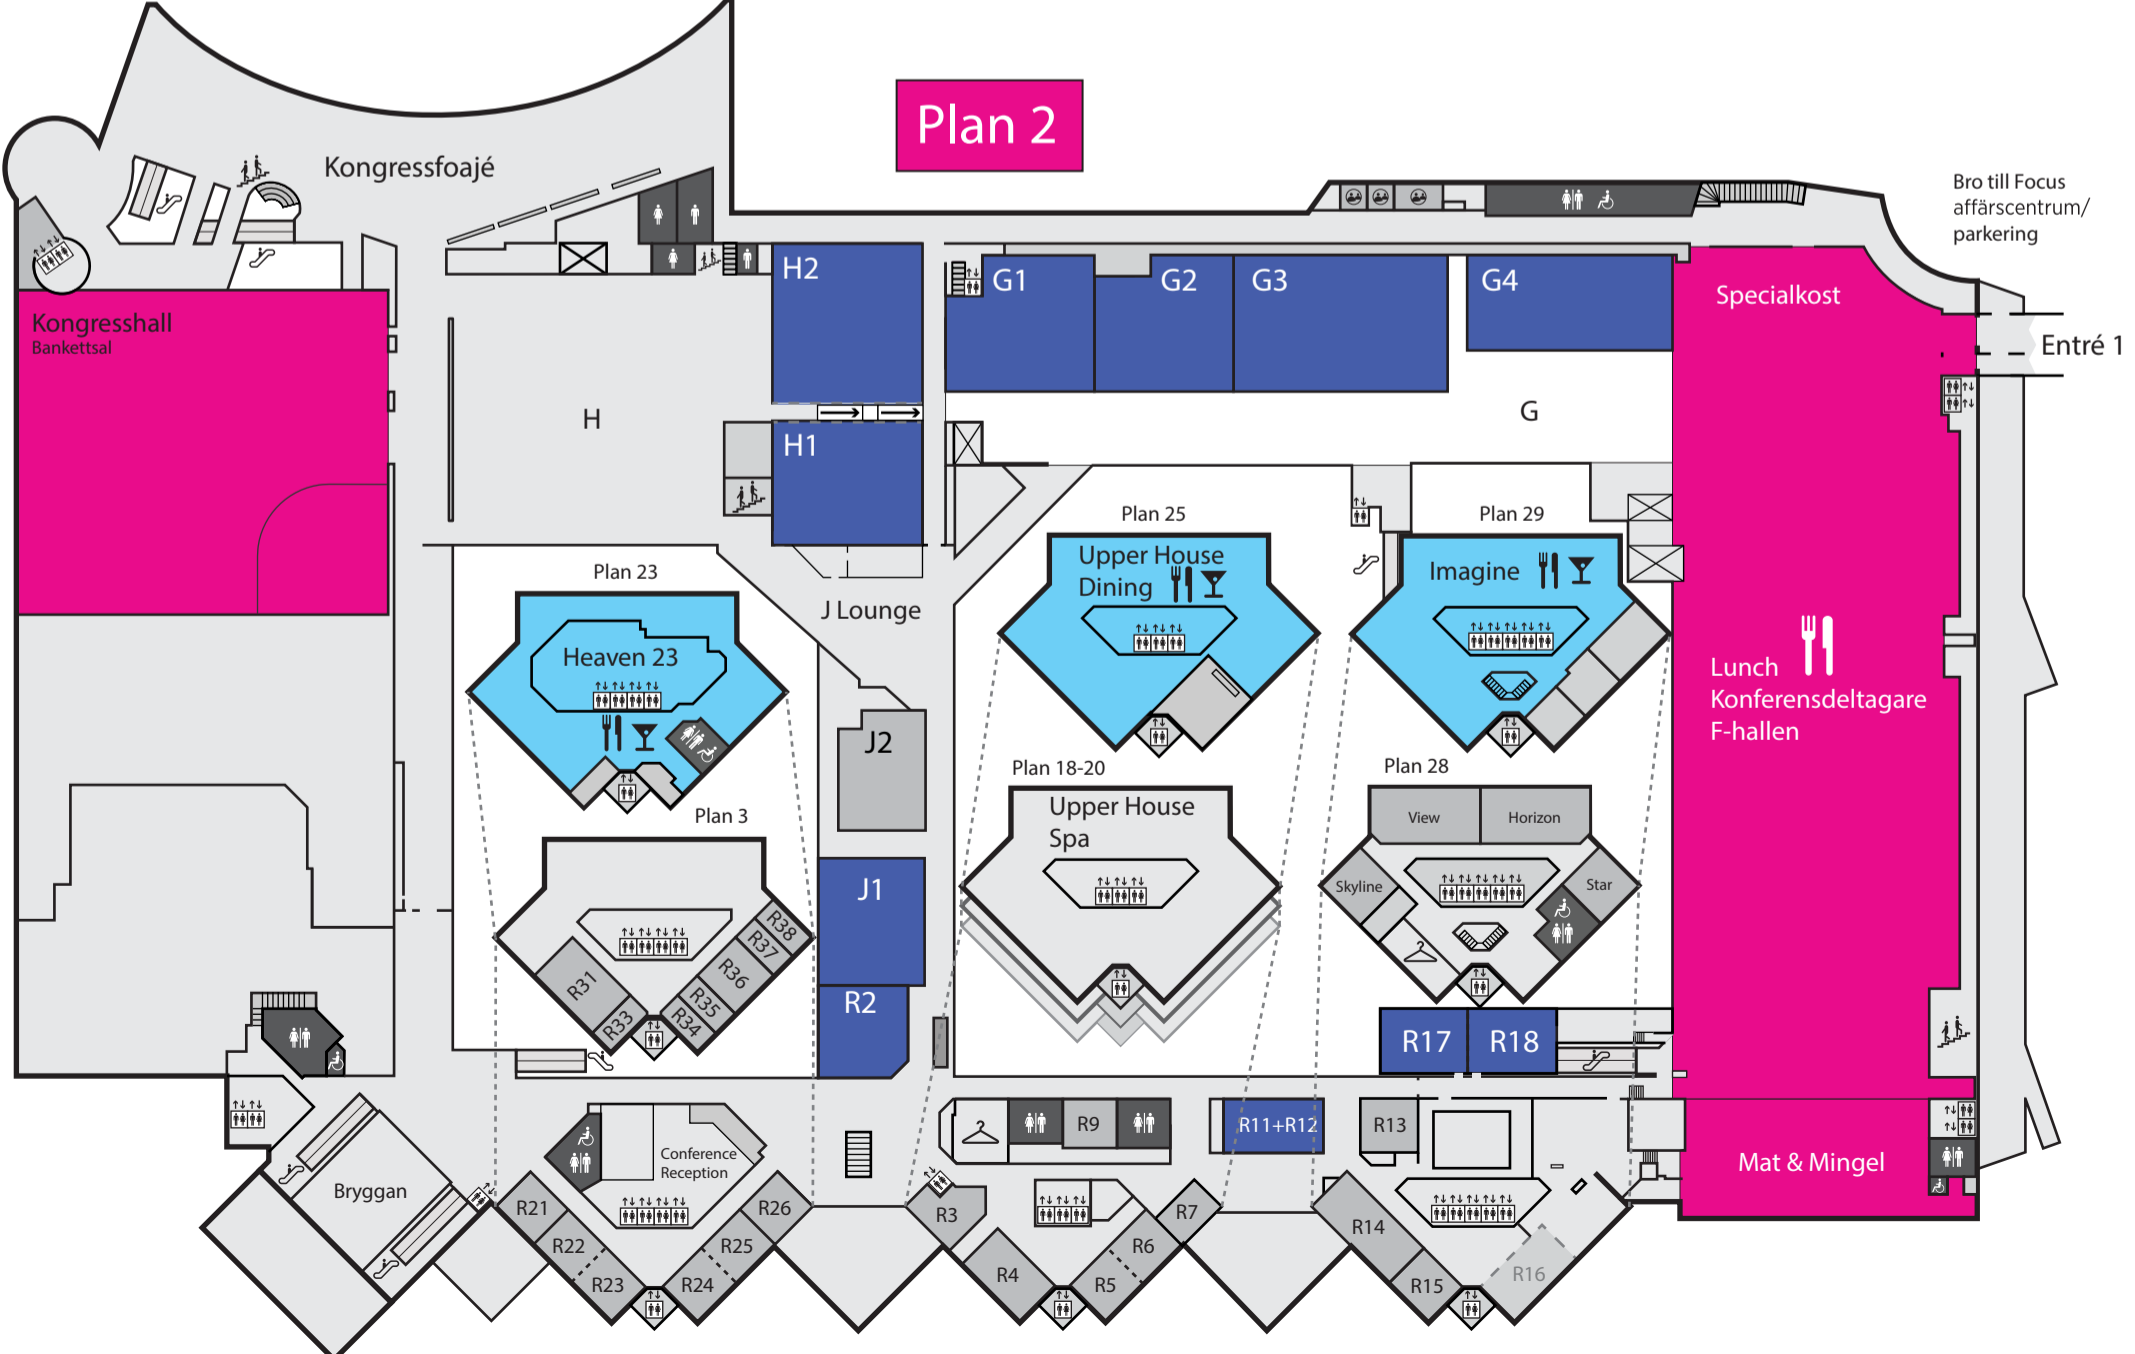 Plan 2
Kongressfoajé
Bro till Focus
affärscentrum/
parkering
Entré 1
Kongresshall
Bankettsal
H
H2
H1
G1
G2
G3
G4
G
Specialkost
Plan 23
Heaven 23
J Lounge
Plan 25
Upper House
Dining
Plan 29
Imagine
Lunch
Konferensdeltagare
F-hallen
J2
Plan 3
R31
R33
R34
R35
R36
R37
R38
J1
R2
Plan 18-20
Upper House
Spa
Plan 28
View
Horizon
Skyline
Star
R17
R18
Bryggan
Conference
Reception
R21
R22
R23
R24
R25
R26
R9
R3
R4
R5
R6
R7
R11+R12
R13
R14
R15
R16
Mat & Mingel